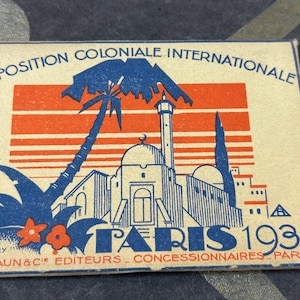 POSITION COLONIALE INTERNATIONALE
PARIS 193
AUN & Cie EDITEURS _ CONCESSIONNAIRES _ PAR